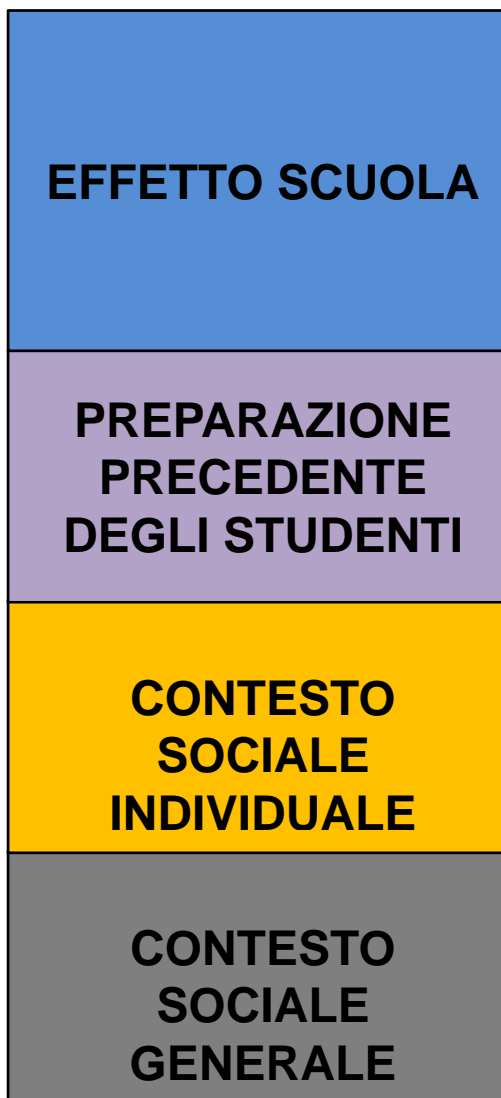 EFFETTO SCUOLA
PREPARAZIONE
PRECEDENTE
DEGLI STUDENTI
CONTESTO
SOCIALE
INDIVIDUALE
CONTESTO
SOCIALE
GENERALE